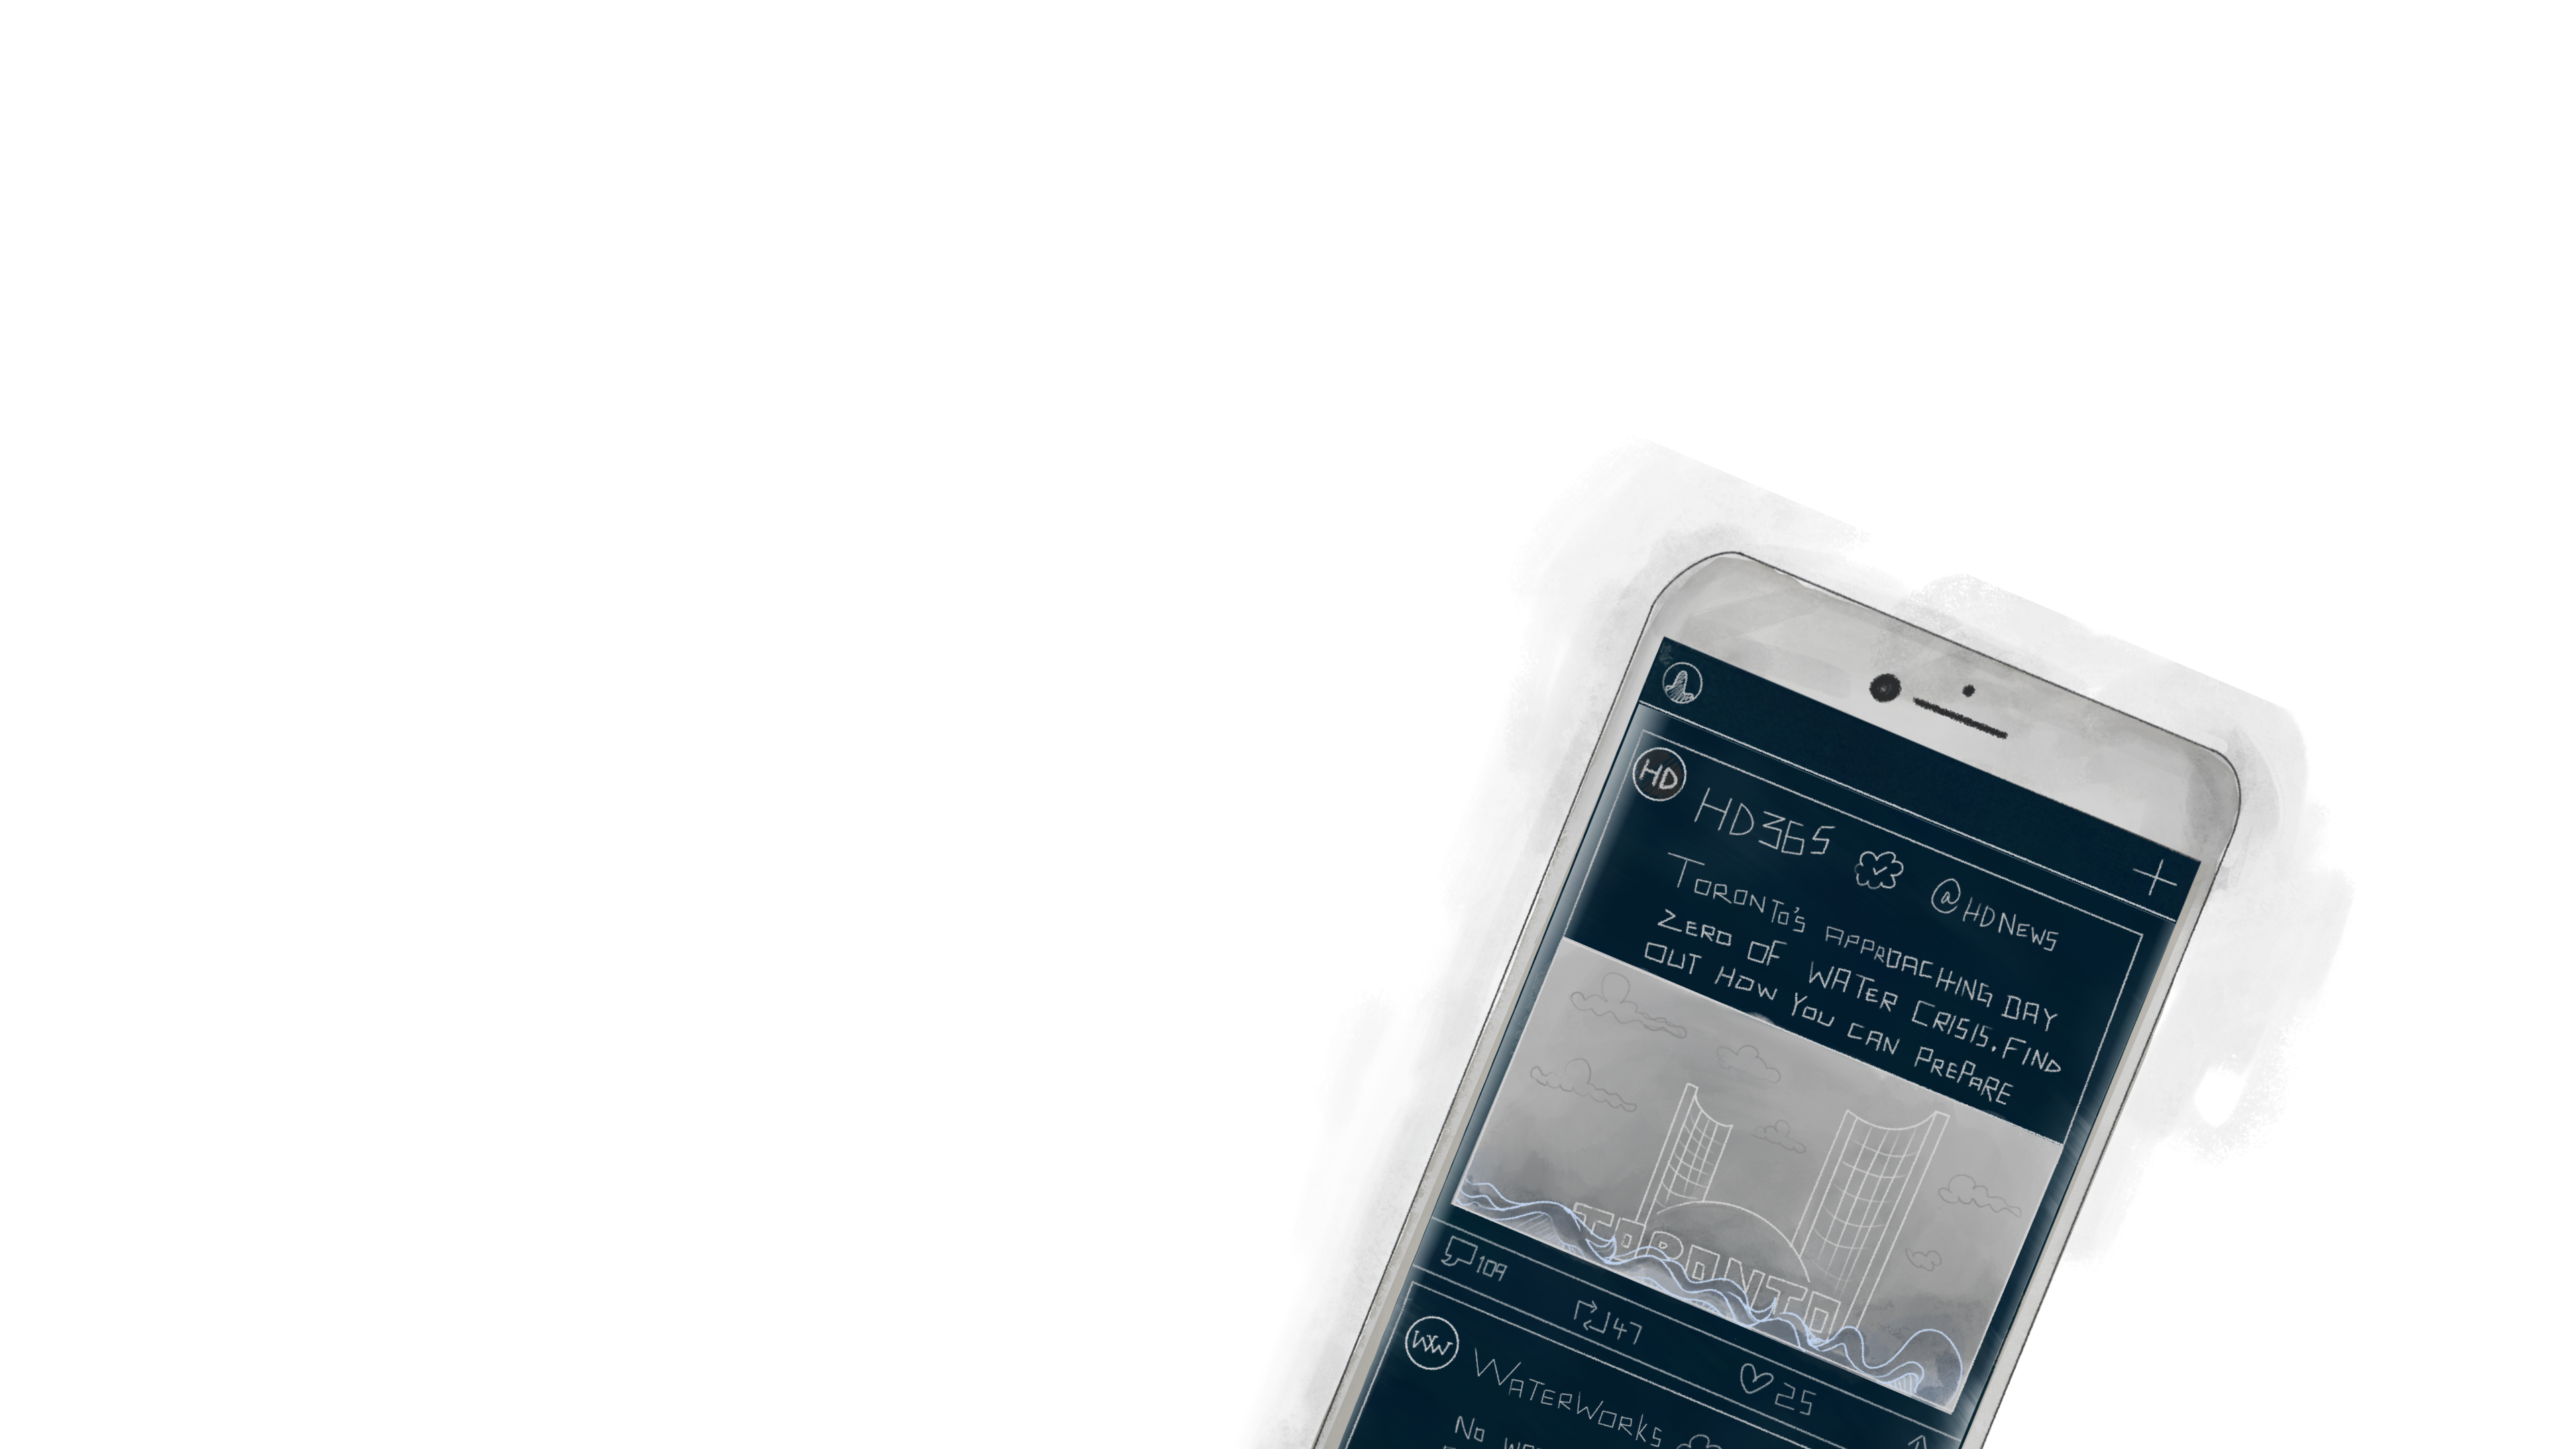 HD
HD365 @HDNEWS
TORONTO'S APPROACHING DAY
ZERO OF WATER CRISIS. FIND
OUT HOW YOU CAN PREPARE
TORONTO
109
47
25
WW
WATERWORKS
NO